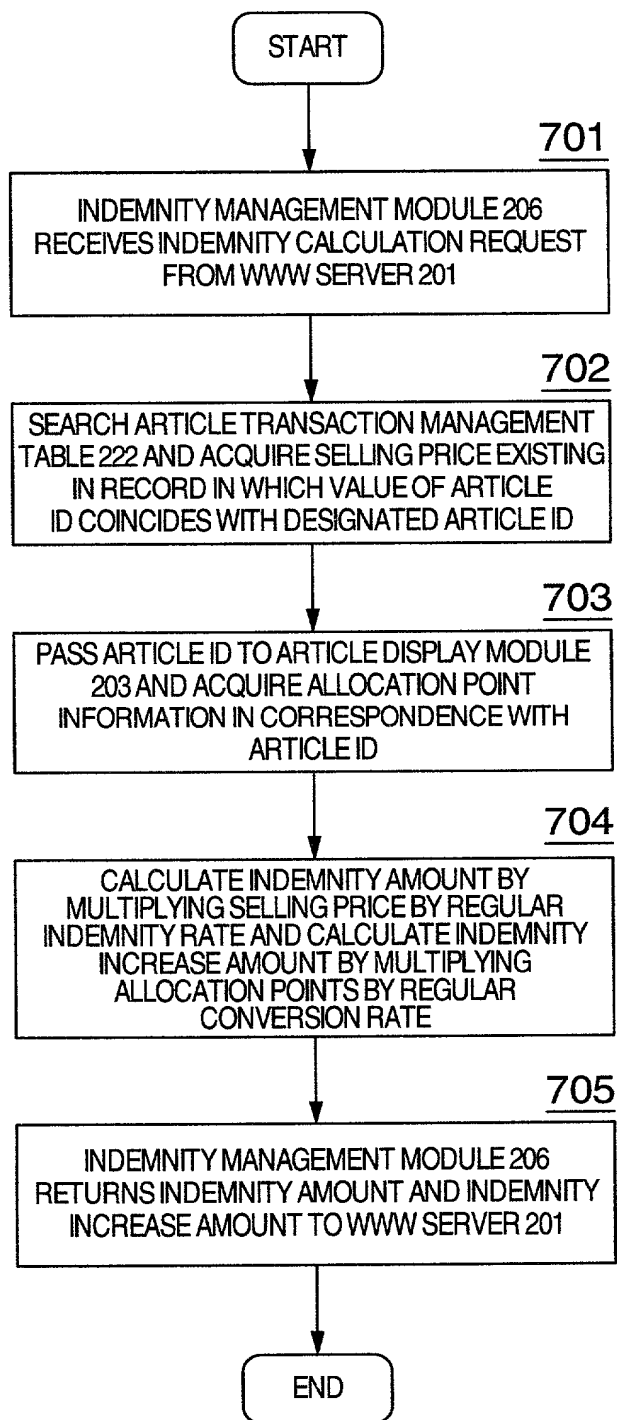 START
701
INDEMNITY MANAGEMENT MODULE 206
RECEIVES INDEMNITY CALCULATION REQUEST
FROM WWW SERVER 201
702
SEARCH ARTICLE TRANSACTION MANAGEMENT
TABLE 222 AND ACQUIRE SELLING PRICE EXISTING
IN RECORD IN WHICH VALUE OF ARTICLE
ID COINCIDES WITH DESIGNATED ARTICLE ID
703
PASS ARTICLE ID TO ARTICLE DISPLAY MODULE
203 AND ACQUIRE ALLOCATION POINT
INFORMATION IN CORRESPONDENCE WITH
ARTICLE ID
704
CALCULATE INDEMNITY AMOUNT BY
MULTIPLYING SELLING PRICE BY REGULAR
INDEMNITY RATE AND CALCULATE INDEMNITY
INCREASE AMOUNT BY MULTIPLYING
ALLOCATION POINTS BY REGULAR
CONVERSION RATE
705
INDEMNITY MANAGEMENT MODULE 206
RETURNS INDEMNITY AMOUNT AND INDEMNITY
INCREASE AMOUNT TO WWW SERVER 201
END